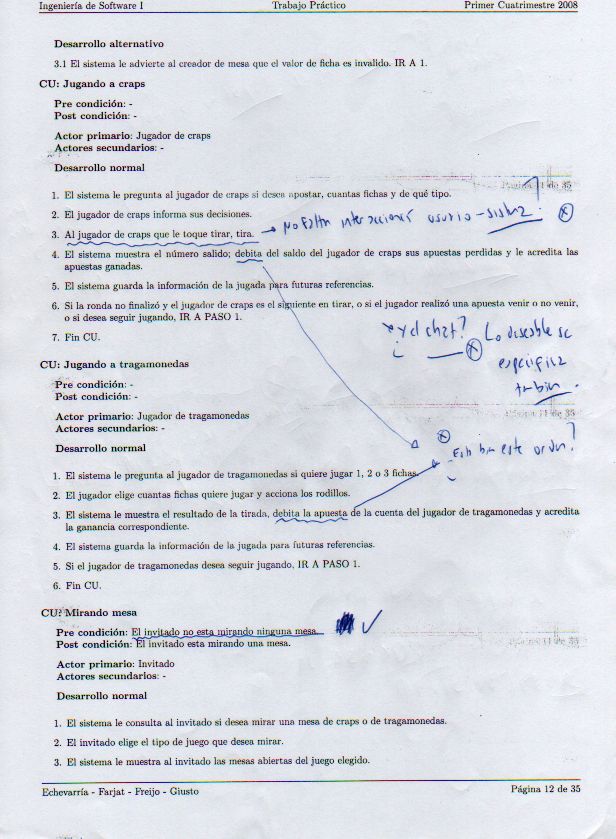 Ingeniería de Software I Trabajo Práctico Primer Cuatrimestre 2008
Desarrollo alternativo
3.1 El sistema le advierte al creador de mesa que el valor de ficha es invalido. IR A 1.
CU: Jugando a craps
Pre condición: -
Post condición: -
Actor primario: Jugador de craps
Actores secundarios: -
Desarrollo normal
Página 11 de 35
1. El sistema le pregunta al jugador de craps si desea apostar, cuantas fichas y de qué tipo.
2. El jugador de craps informa sus decisiones.
3. Al jugador de craps que le toque tirar, tira.
→ No Estan interacciones usuario - sistema?
4. El sistema muestra el número salido; debita del saldo del jugador de craps sus apuestas perdidas y le acredita las
apuestas ganadas.
5. El sistema guarda la información de la jugada para futuras referencias.
6. Si la ronda no finalizó y el jugador de craps es el siguiente en tirar, o si el jugador realizó una apuesta venir o no venir,
o si desea seguir jugando, IR A PASO 1.
7. Fin CU.
¿y el chat? Lo deseable se
especifica
tambien.
CU: Jugando a tragamonedas
Pre condición: -
Post condición: -
Actor primario: Jugador de tragamonedas
Actores secundarios: -
Página 11 de 35
Desarrollo normal
¿Esta bien este orden?
1. El sistema le pregunta al jugador de tragamonedas si quiere jugar 1, 2 o 3 fichas.
2. El jugador elige cuantas fichas quiere jugar y acciona los rodillos.
3. El sistema le muestra el resultado de la tirada, debita la apuesta de la cuenta del jugador de tragamonedas y acredita
la ganancia correspondiente.
4. El sistema guarda la información de la jugada para futuras referencias.
5. Si el jugador de tragamonedas desea seguir jugando, IR A PASO 1.
6. Fin CU.
CU: Mirando mesa
Pre condición: El invitado no esta mirando ninguna mesa.
Post condición: El invitado esta mirando una mesa.
Página 11 de 35
Actor primario: Invitado
Actores secundarios: -
Desarrollo normal
1. El sistema le consulta al invitado si desea mirar una mesa de craps o de tragamonedas.
2. El invitado elige el tipo de juego que desea mirar.
3. El sistema le muestra al invitado las mesas abiertas del juego elegido.
Echevarría - Farjat - Freijo - Giusto Página 12 de 35